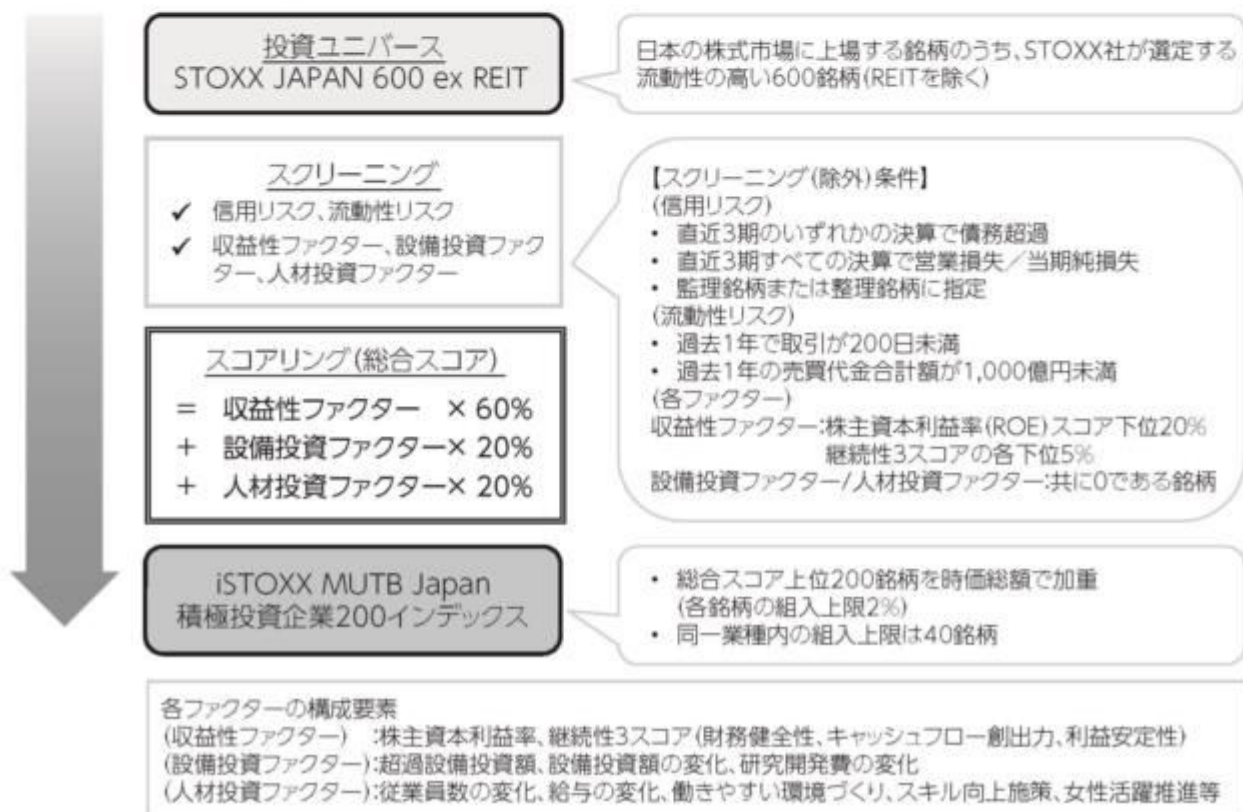 投資ユニバース
STOXX JAPAN 600 ex REIT
日本の株式市場に上場する銘柄のうち、STOXX社が選定する
流動性の高い600銘柄(REITを除く)
スクリーニング
✓ 信用リスク、流動性リスク
✓ 収益性ファクター、設備投資ファク
ター、人材投資ファクター
【スクリーニング(除外)条件】
(信用リスク)
• 直近3期のいずれかの決算で債務超過
• 直近3期すべての決算で営業損失/当期純損失
• 監理銘柄または整理銘柄に指定
(流動性リスク)
• 過去1年で取引が200日未満
• 過去1年の売買代金合計額が1,000億円未満
(各ファクター)
収益性ファクター:株主資本利益率(ROE)スコア下位20%
継続性3スコアの各下位5%
設備投資ファクター/人材投資ファクター:共に0である銘柄
スコアリング(総合スコア)
= 収益性ファクター × 60%
+ 設備投資ファクター× 20%
+ 人材投資ファクター× 20%
iSTOXX MUTB Japan
積極投資企業200インデックス
• 総合スコア上位200銘柄を時価総額で加重
(各銘柄の組入上限2%)
• 同一業種内の組入上限は40銘柄
各ファクターの構成要素
(収益性ファクター) :株主資本利益率、継続性3スコア(財務健全性、キャッシュフロー創出力、利益安定性)
(設備投資ファクター):超過設備投資額、設備投資額の変化、研究開発費の変化
(人材投資ファクター):従業員数の変化、給与の変化、働きやすい環境づくり、スキル向上施策、女性活躍推進等